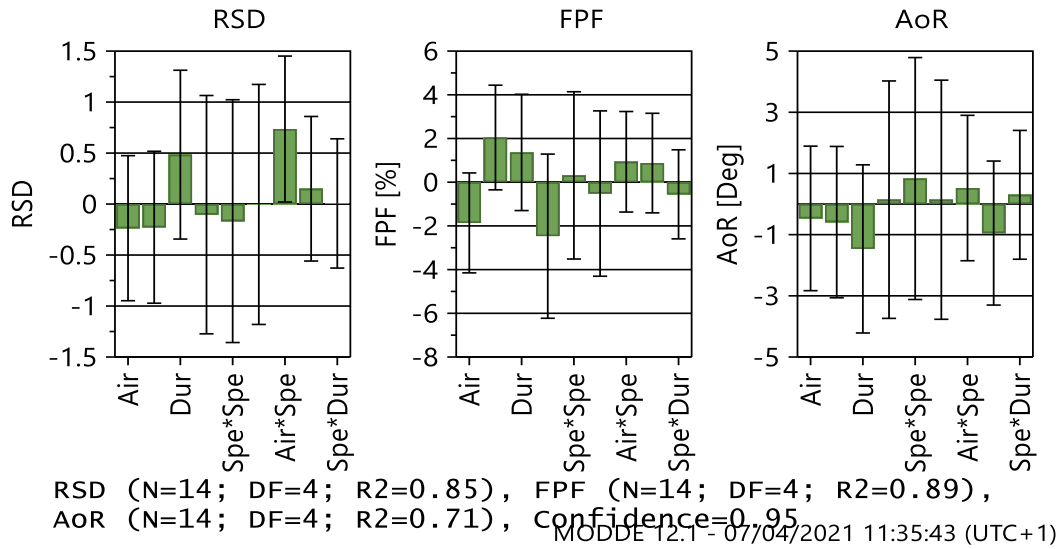 RSD FPF AoR
RSD
1.5
1
0.5
0
-0.5
-1
-1.5
Air Dur Spe*Spe Air*Spe Spe*Dur
FPF [%]
6
4
2
0
-2
-4
-6
-8
Air Dur Spe*Spe Air*Spe Spe*Dur
AoR [Deg]
5
3
1
-1
-3
-5
Air Dur Spe*Spe Air*Spe Spe*Dur
RSD (N=14; DF=4; R2=0.85), FPF (N=14; DF=4; R2=0.89),
AoR (N=14; DF=4; R2=0.71), Confidence=0.95
MODDE 12.1 - 07/04/2021 11:35:43 (UTC+1)